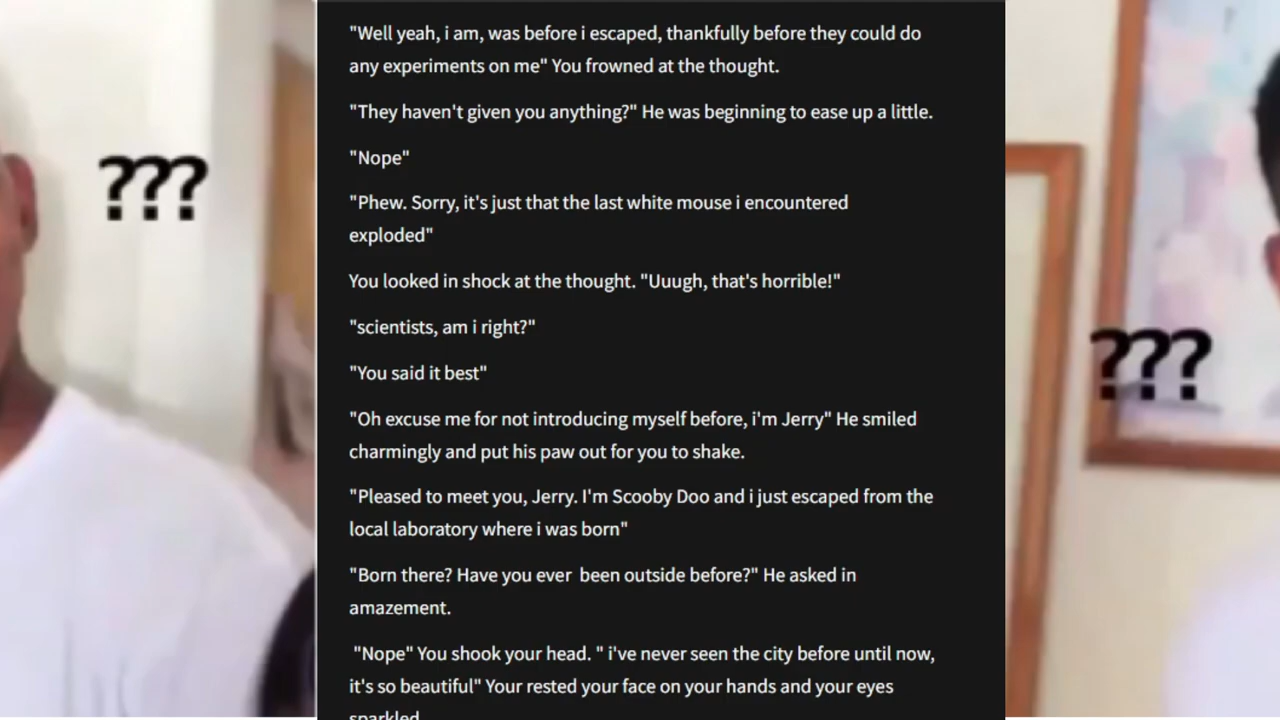 "Well yeah, i am, was before i escaped, thankfully before they could do
any experiments on me" You frowned at the thought.
"They haven't given you anything?" He was beginning to ease up a little.
"Nope"
"Phew. Sorry, it's just that the last white mouse i encountered
exploded"
You looked in shock at the thought. "Uuugh, that's horrible!"
"scientists, am i right?"
"You said it best"
"Oh excuse me for not introducing myself before, i'm Jerry" He smiled
charmingly and put his paw out for you to shake.
"Pleased to meet you, Jerry. I'm Scooby Doo and i just escaped from the
local laboratory where i was born"
"Born there? Have you ever  been outside before?" He asked in
amazement.
"Nope" You shook your head. " i've never seen the city before until now,
it's so beautiful" Your rested your face on your hands and your eyes
sparkled
???
???